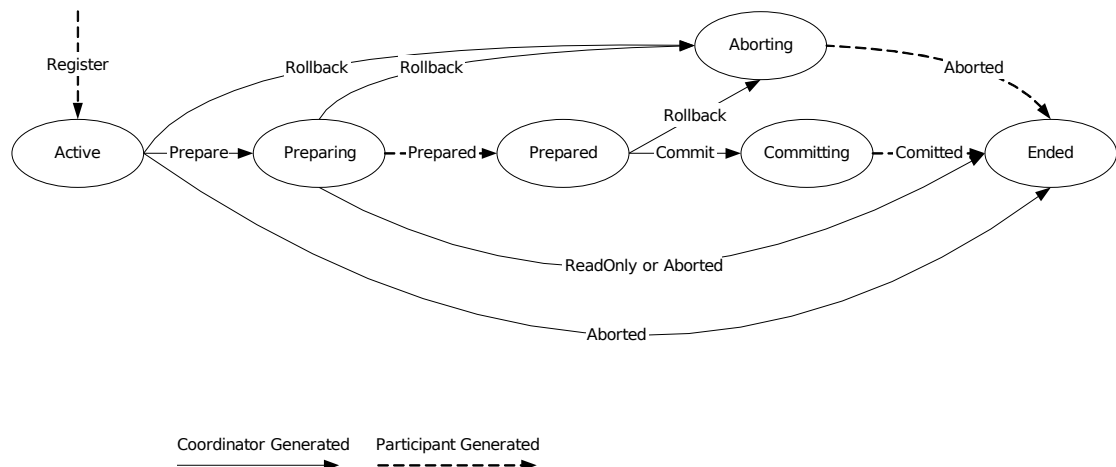 Register
Aborting
Rollback
Rollback
Aborted
Rollback
Active
Prepare
Preparing
Prepared
Prepared
Commit
Committing
Comitted
Ended
ReadOnly or Aborted
Aborted
Coordinator Generated
Participant Generated